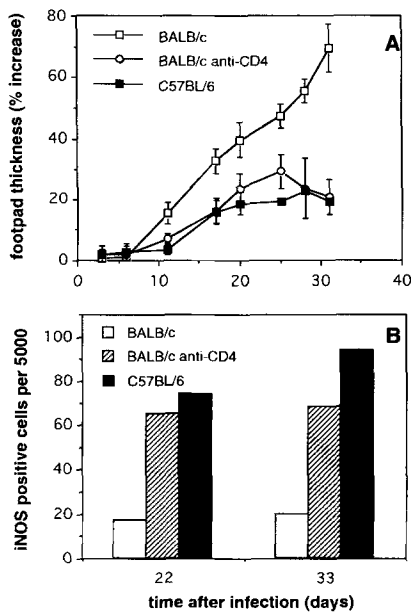 A
BALB/c
BALB/c anti-CD4
C57BL/6
footpad thickness (% increase)
80
60
40
20
0
0 10 20 30 40
B
BALB/c
BALB/c anti-CD4
C57BL/6
iNOS positive cells per 5000
100
80
60
40
20
0
22 33
time after infection (days)